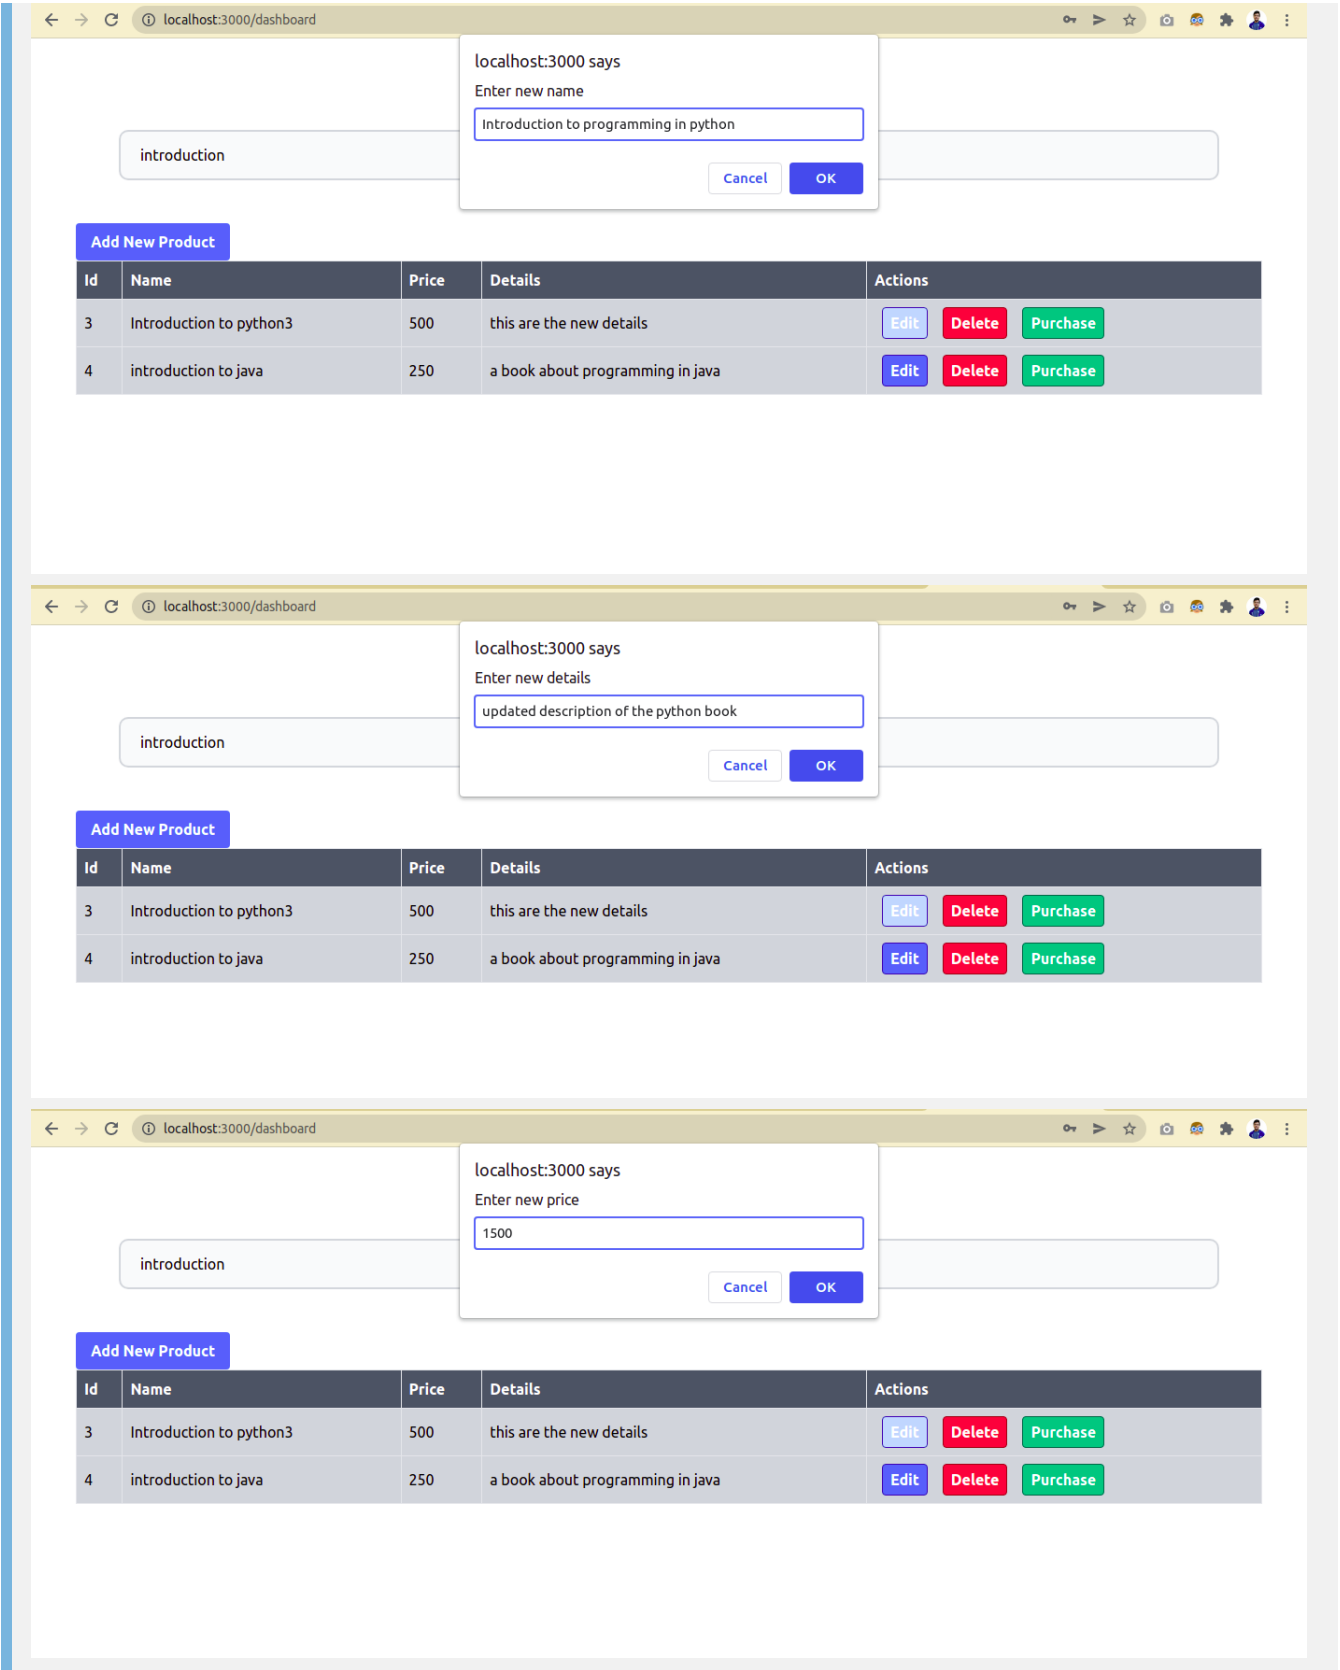 localhost:3000/dashboard
localhost:3000 says
Enter new name
Introduction to programming in python
introduction
Cancel OK
Add New Product
Id Name Price Details Actions
3 Introduction to python3 500 this are the new details Edit Delete Purchase
4 introduction to java 250 a book about programming in java Edit Delete Purchase
localhost:3000/dashboard
localhost:3000 says
Enter new details
updated description of the python book
introduction
Cancel OK
Add New Product
Id Name Price Details Actions
3 Introduction to python3 500 this are the new details Edit Delete Purchase
4 introduction to java 250 a book about programming in java Edit Delete Purchase
localhost:3000/dashboard
localhost:3000 says
Enter new price
1500
introduction
Cancel OK
Add New Product
Id Name Price Details Actions
3 Introduction to python3 500 this are the new details Edit Delete Purchase
4 introduction to java 250 a book about programming in java Edit Delete Purchase